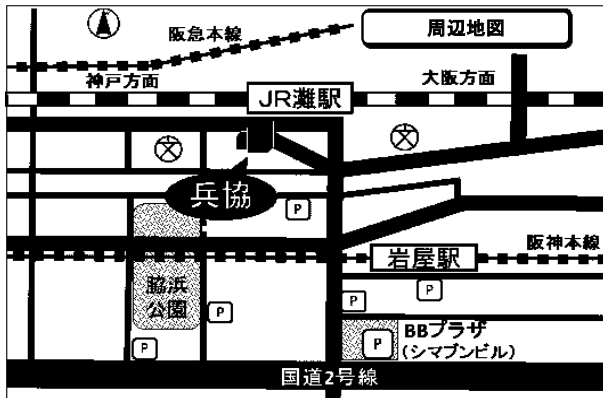 周辺地図
阪急本線
神戸方面
大阪方面
JR灘駅
文
文
兵協
P
阪神本線
岩屋駅
脇浜
公園
P
P
P
P
P
BBプラザ
(シマブンビル)
国道2号線